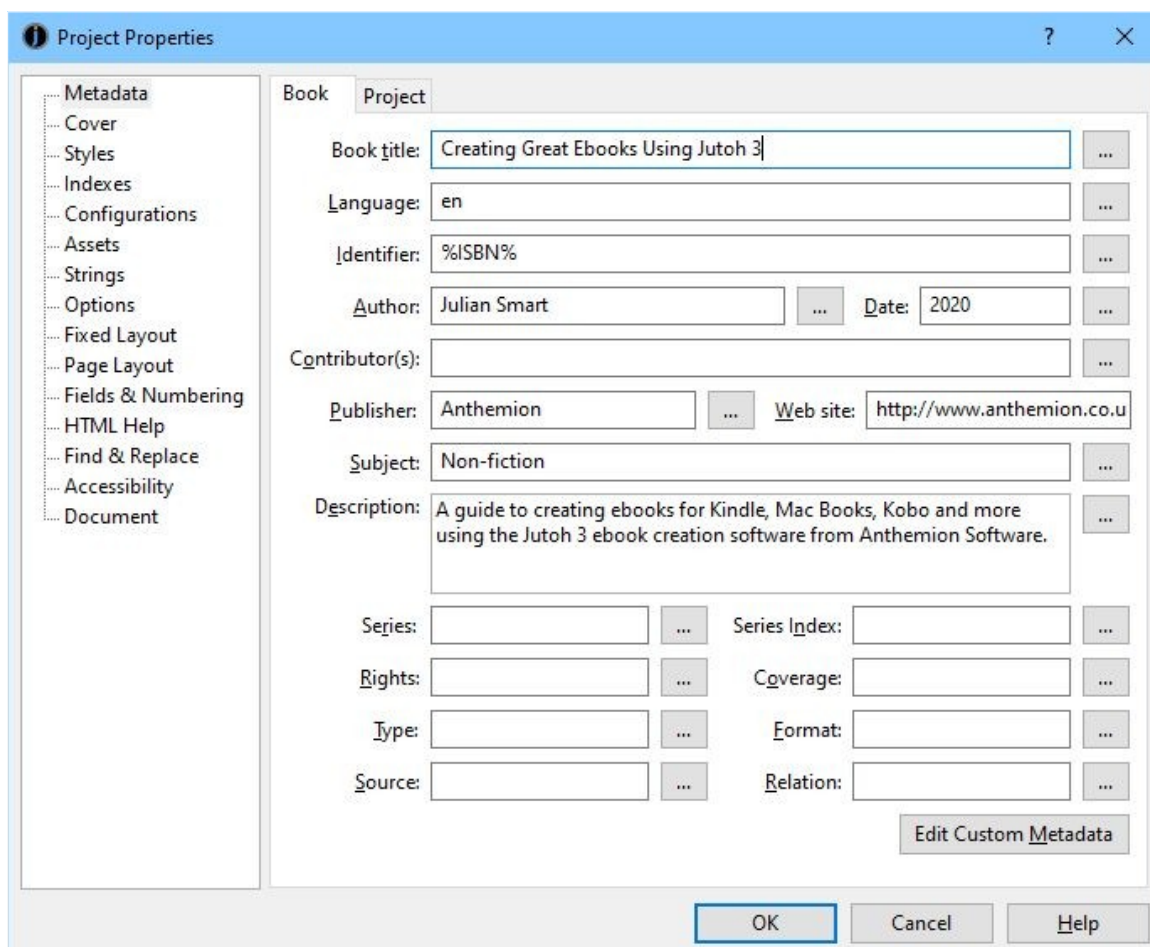 Project Properties
?
Metadata
Cover
Styles
Indexes
Configurations
Assets
Strings
Options
Fixed Layout
Page Layout
Fields & Numbering
HTML Help
Find & Replace
Accessibility
Document
Book Project
Book title: Creating Great Ebooks Using Jutoh 3 ...
Language: en ...
Identifier: %ISBN% ...
Author: Julian Smart ... Date: 2020 ...
Contributor(s): ...
Publisher: Anthemion ... Web site: http://www.anthemion.co.u
Subject: Non-fiction ...
Description: A guide to creating ebooks for Kindle, Mac Books, Kobo and more ...
using the Jutoh 3 ebook creation software from Anthemion Software.
Series: ... Series Index: ...
Rights: ... Coverage: ...
Type: ... Format: ...
Source: ... Relation: ...
Edit Custom Metadata
OK Cancel Help